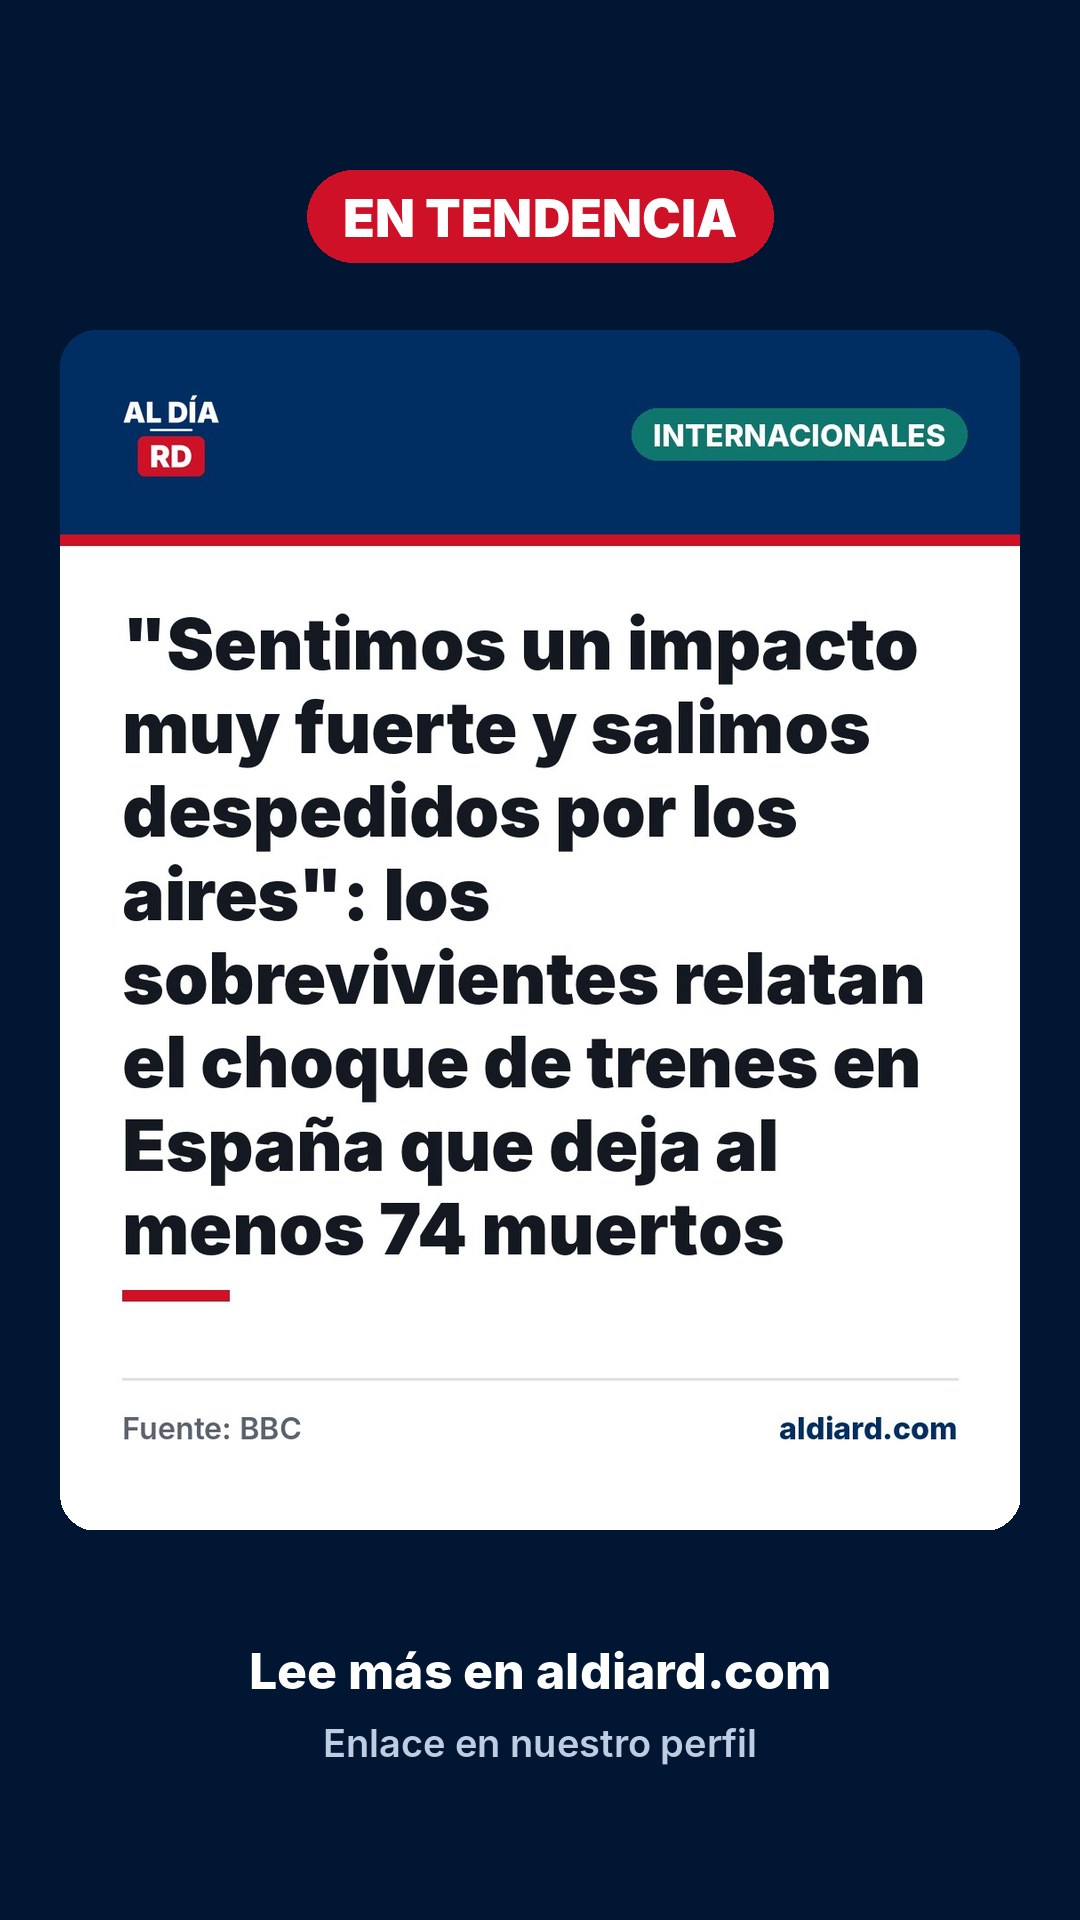 EN TENDENCIA
AL DÍA
RD
INTERNACIONALES
"Sentimos un impacto
muy fuerte y salimos
despedidos por los
aires": los
sobrevivientes relatan
el choque de trenes en
España que deja al
menos 74 muertos
Fuente: BBC
aldiard.com
Lee más en aldiard.com
Enlace en nuestro perfil